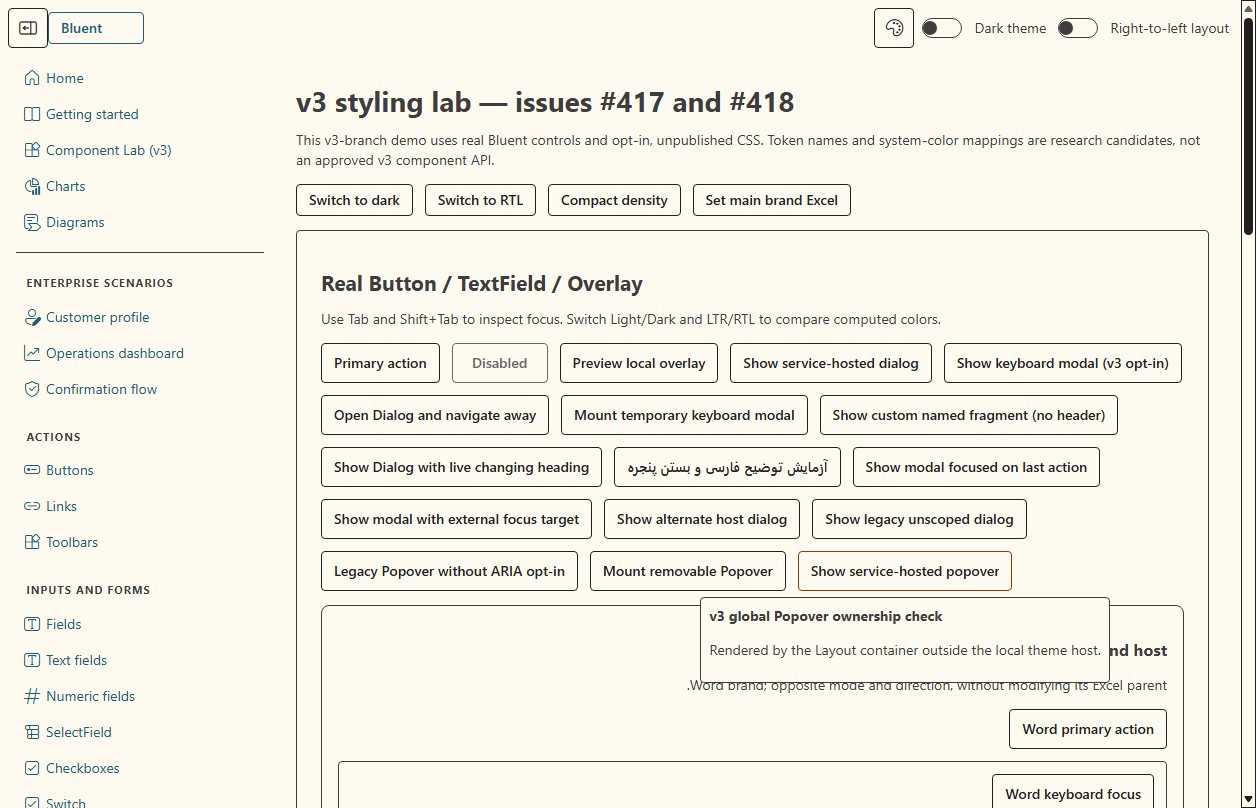 Bluent
Dark theme
Right-to-left layout
Home
Getting started
Component Lab (v3)
Charts
Diagrams
ENTERPRISE SCENARIOS
Customer profile
Operations dashboard
Confirmation flow
ACTIONS
Buttons
Links
Toolbars
INPUTS AND FORMS
Fields
Text fields
Numeric fields
SelectField
Checkboxes
Switch
v3 styling lab — issues #417 and #418
This v3-branch demo uses real Bluent controls and opt-in, unpublished CSS. Token names and system-color mappings are research candidates, not
an approved v3 component API.
Switch to dark
Switch to RTL
Compact density
Set main brand Excel
Real Button / TextField / Overlay
Use Tab and Shift+Tab to inspect focus. Switch Light/Dark and LTR/RTL to compare computed colors.
Primary action
Disabled
Preview local overlay
Show service-hosted dialog
Show keyboard modal (v3 opt-in)
Open Dialog and navigate away
Mount temporary keyboard modal
Show custom named fragment (no header)
Show Dialog with live changing heading
آزمایش توضیح فارسی و بستن پنجره
Show modal focused on last action
Show modal with external focus target
Show alternate host dialog
Show legacy unscoped dialog
Legacy Popover without ARIA opt-in
Mount removable Popover
Show service-hosted popover
v3 global Popover ownership check
Rendered by the Layout container outside the local theme host.
host
.Word brand; opposite mode and direction, without modifying its Excel parent
Word primary action
Word keyboard focus